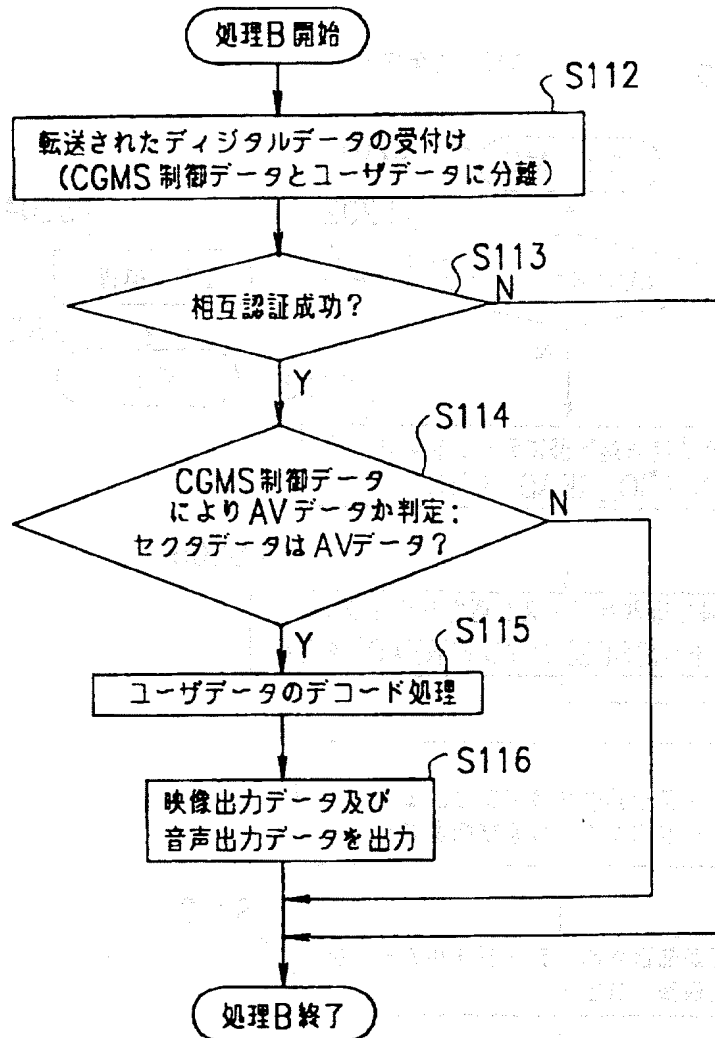 処理B開始
S112
転送されたディジタルデータの受付け
(CGMS制御データとユーザデータに分離)
S113
相互認証成功?
N
Y
S114
CGMS制御データ
によりAVデータか判定:
セクタデータはAVデータ?
N
Y
S115
ユーザデータのデコード処理
S116
映像出力データ及び
音声出力データを出力
処理B終了